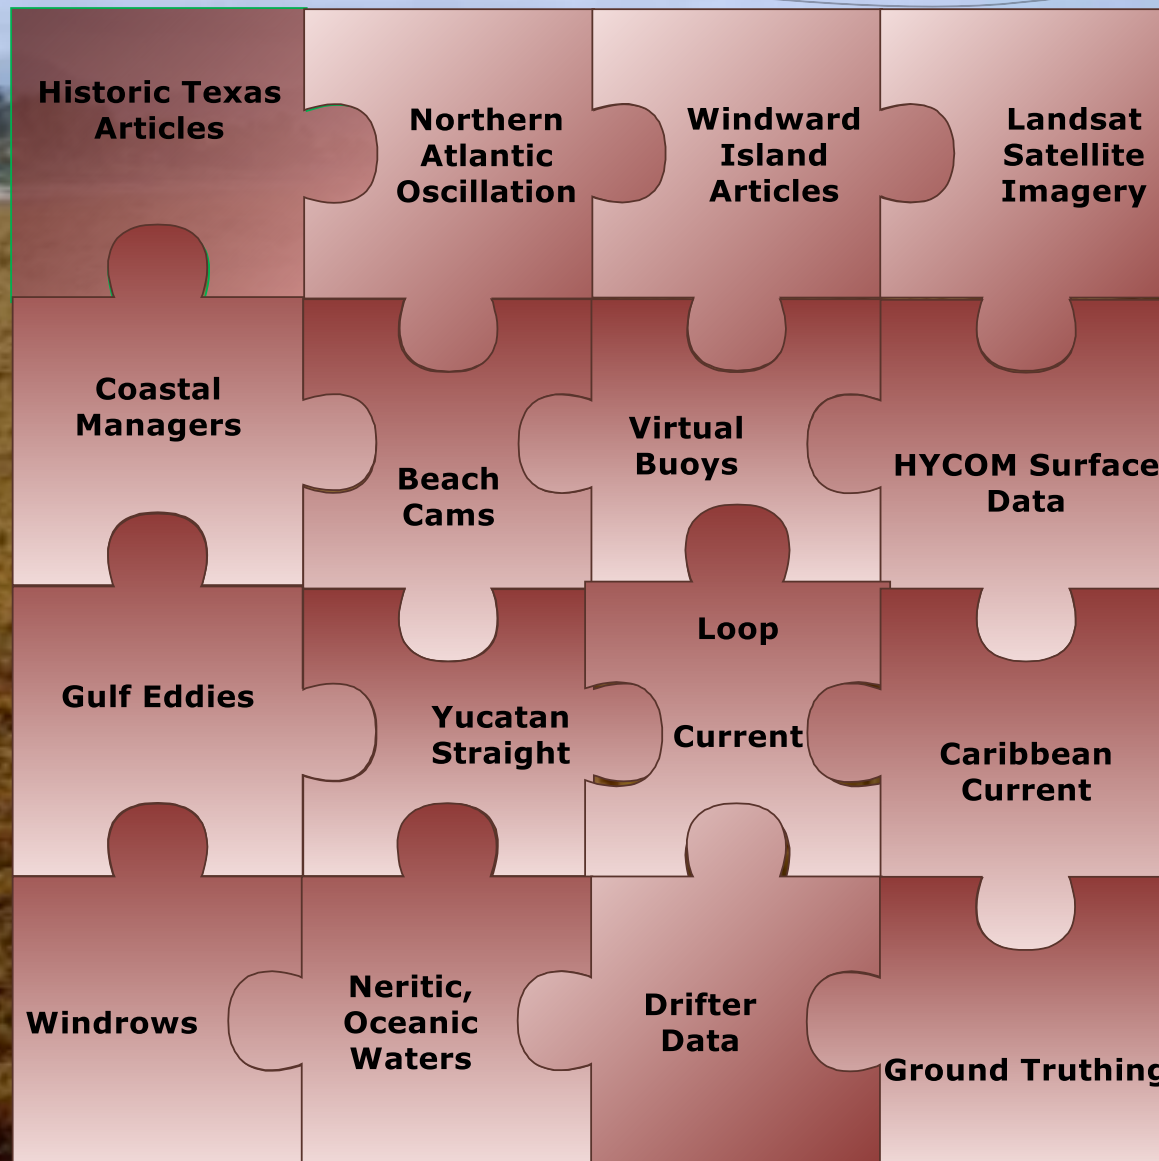 Historic Texas
Articles
Northern
Atlantic
Oscillation
Windward
Island
Articles
Landsat
Satellite
Imagery
Coastal
Managers
Beach
Cams
Virtual
Buoys
HYCOM Surface
Data
Gulf Eddies
Yucatan
Straight
Loop
Current
Caribbean
Current
Windrows
Neritic,
Oceanic
Waters
Drifter
Data
Ground Truthing